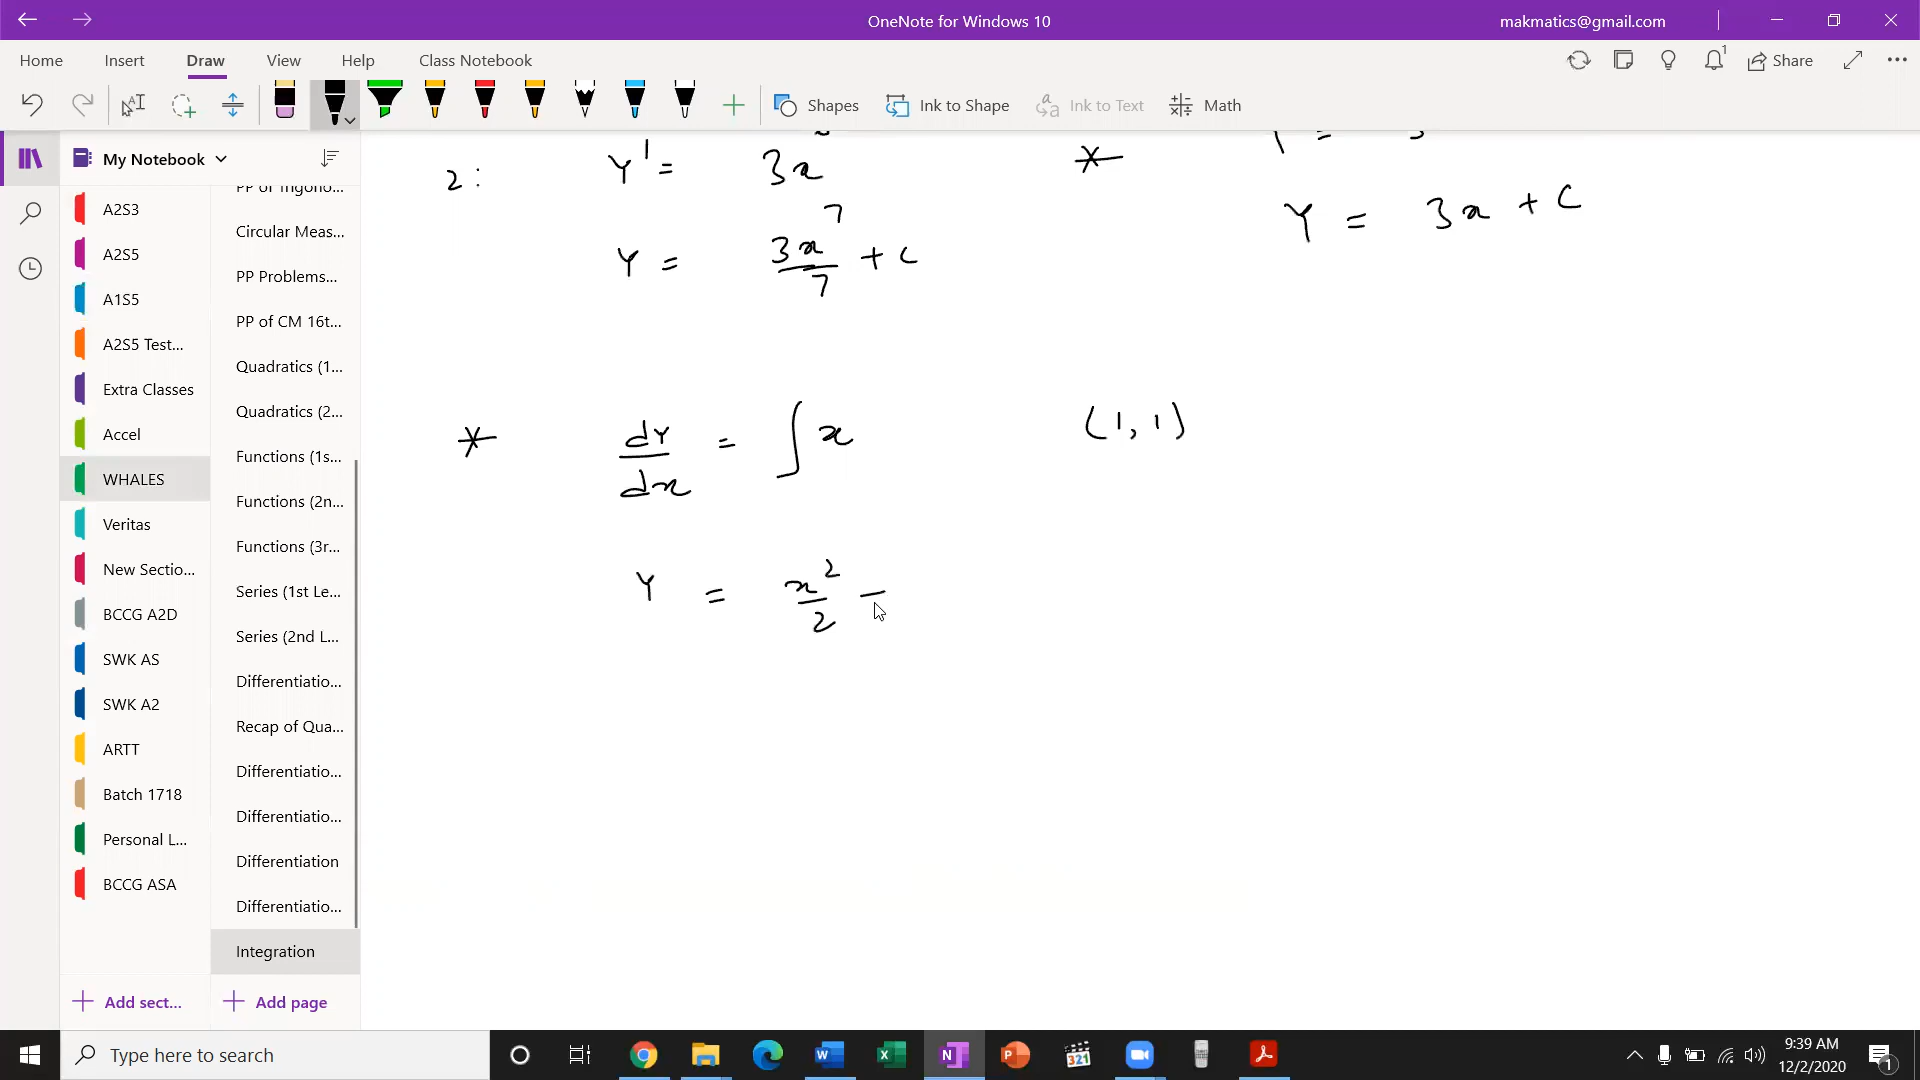 OneNote for Windows 10
makmatics@gmail.com
Home Insert Draw View Help Class Notebook
1
Share
Shapes Ink to Shape Ink to Text Math
My Notebook
A2S3
A2S5
A1S5
A2S5 Test...
Extra Classes
Accel
WHALES
Veritas
New Sectio...
BCCG A2D
SWK AS
SWK A2
ARTT
Batch 1718
Personal L...
BCCG ASA
Add sect...
Circular Meas...
PP Problems...
PP of CM 16t...
Quadratics (1...
Quadratics (2...
Functions (1s...
Functions (2n...
Functions (3r...
Series (1st Le...
Series (2nd L...
Differentiatio...
Recap of Qua...
Differentiatio...
Differentiatio...
Differentiation
Differentiatio...
Integration
Add page
2: Y' = 3x
Y = 3x^7/7 + c
*
Y = 3x + C
* dY/dx = ∫ x (1, 1)
Y = x^2/2 −
Type here to search
9:39 AM
12/2/2020
1